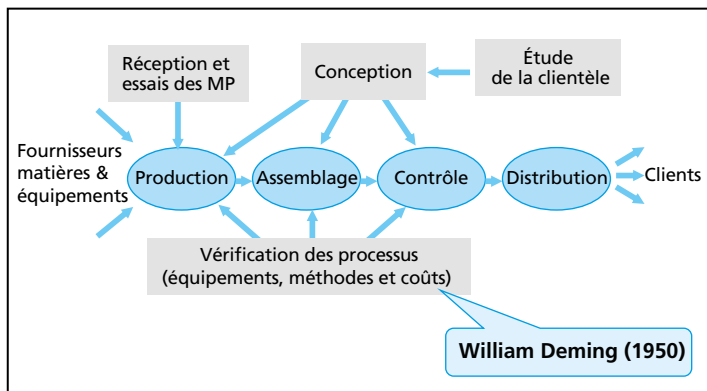 Réception et
essais des MP
Conception
Étude
de la clientèle
Fournisseurs
matières &
équipements
Production
Assemblage
Contrôle
Distribution
Clients
Vérification des processus
(équipements, méthodes et coûts)
William Deming (1950)